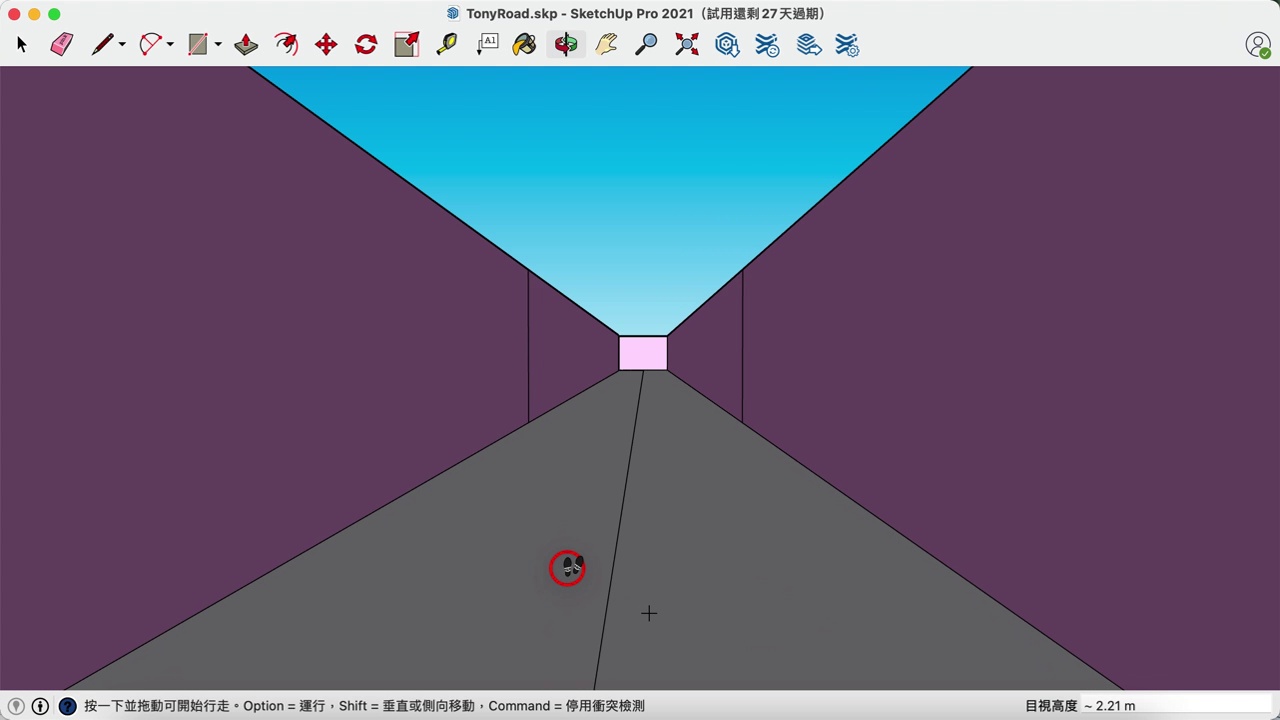 TonyRoad.skp - SketchUp Pro 2021（試用還剩 27 天過期）
A1
按一下並拖動可開始行走。Option = 運行，Shift = 垂直或側向移動，Command = 停用衝突檢測
目視高度 ~ 2.21 m